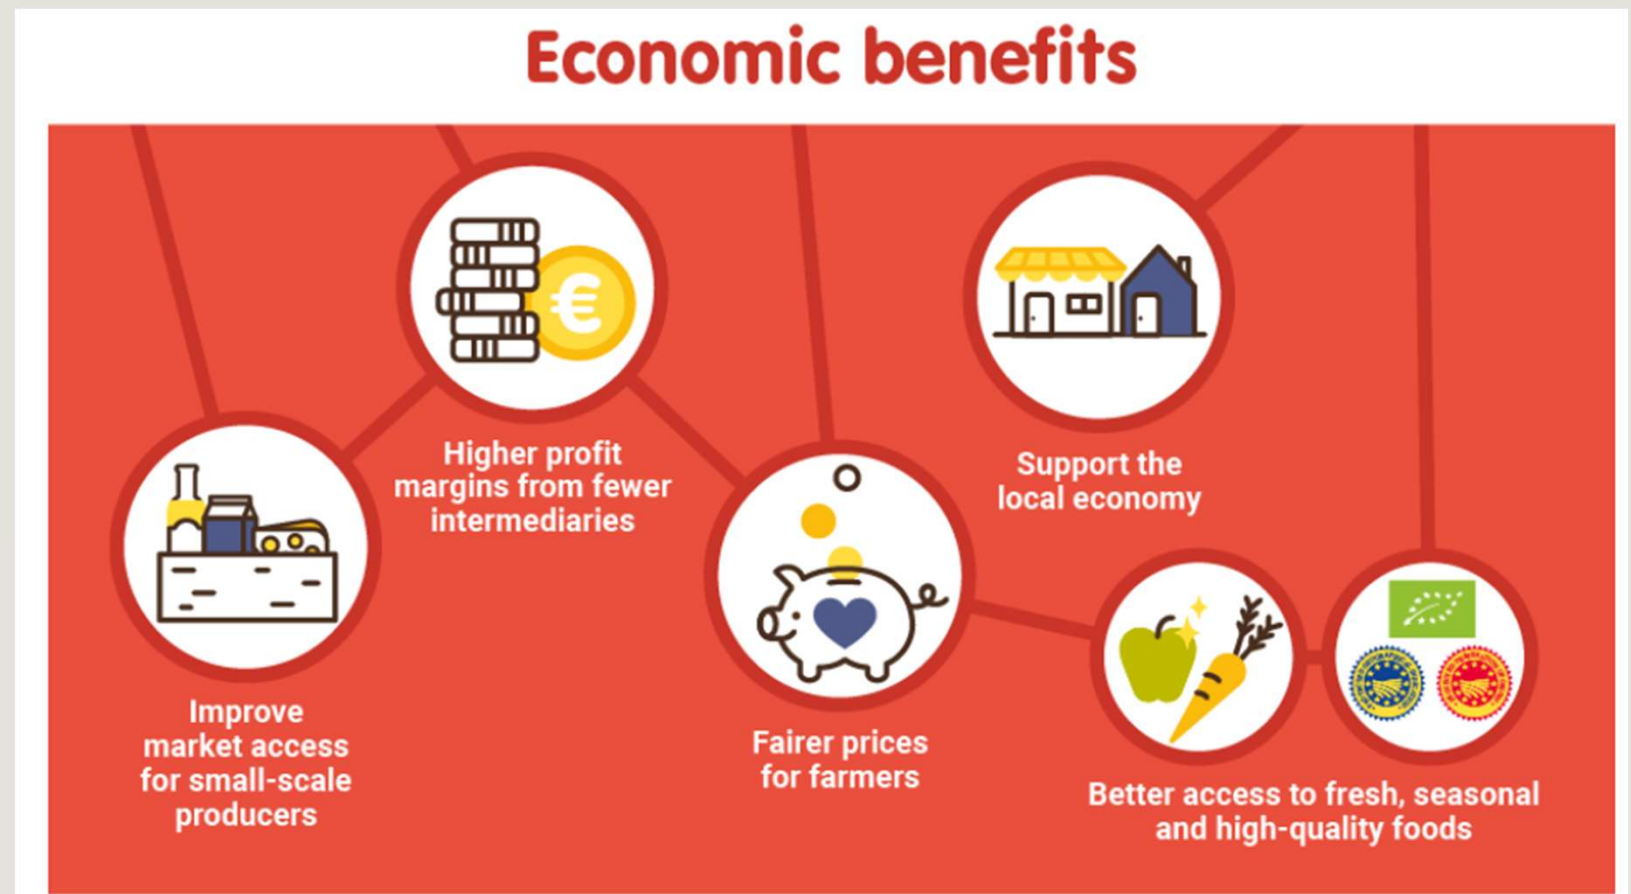 Economic benefits
€
Higher profit
margins from fewer
intermediaries
Support the
local economy
Improve
market access
for small-scale
producers
Fairer prices
for farmers
Better access to fresh, seasonal
and high-quality foods